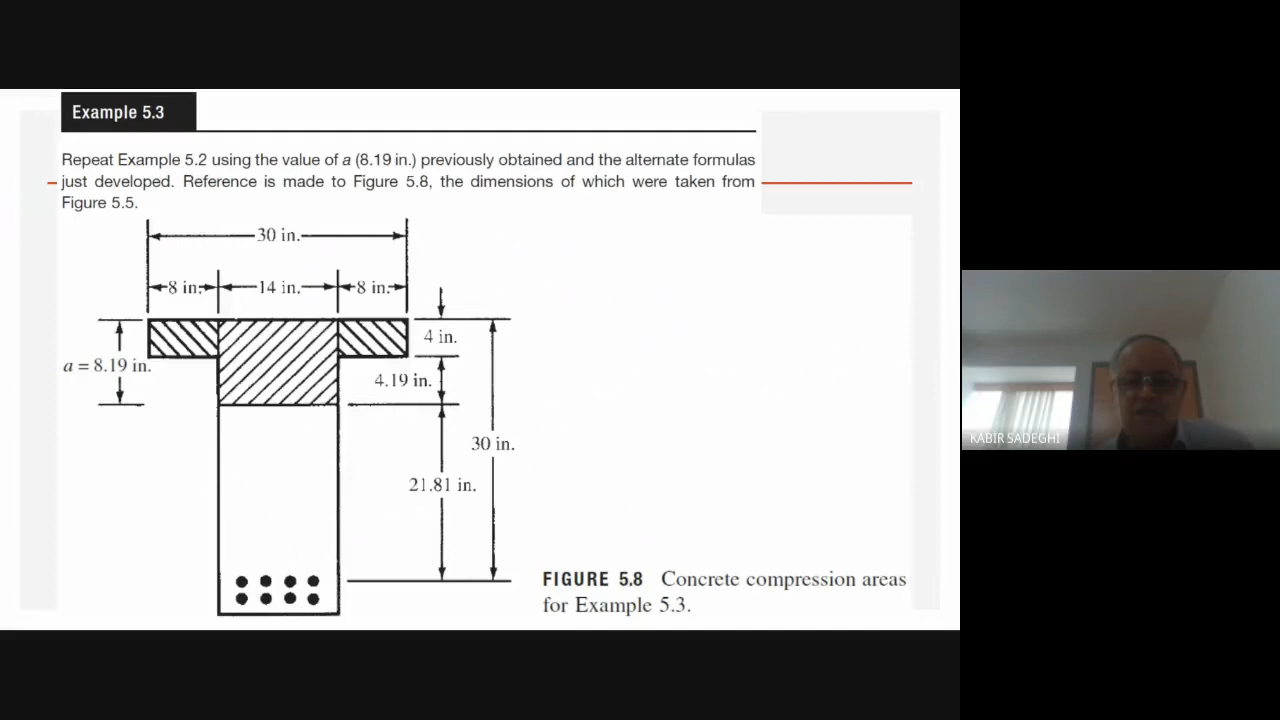 Example 5.3
Repeat Example 5.2 using the value of a (8.19 in.) previously obtained and the alternate formulas
just developed. Reference is made to Figure 5.8, the dimensions of which were taken from
Figure 5.5.
30 in.
8 in.
14 in.
8 in.
4 in.
a = 8.19 in.
4.19 in.
30 in.
21.81 in.
FIGURE 5.8 Concrete compression areas
for Example 5.3.
KABIR SADEGHI